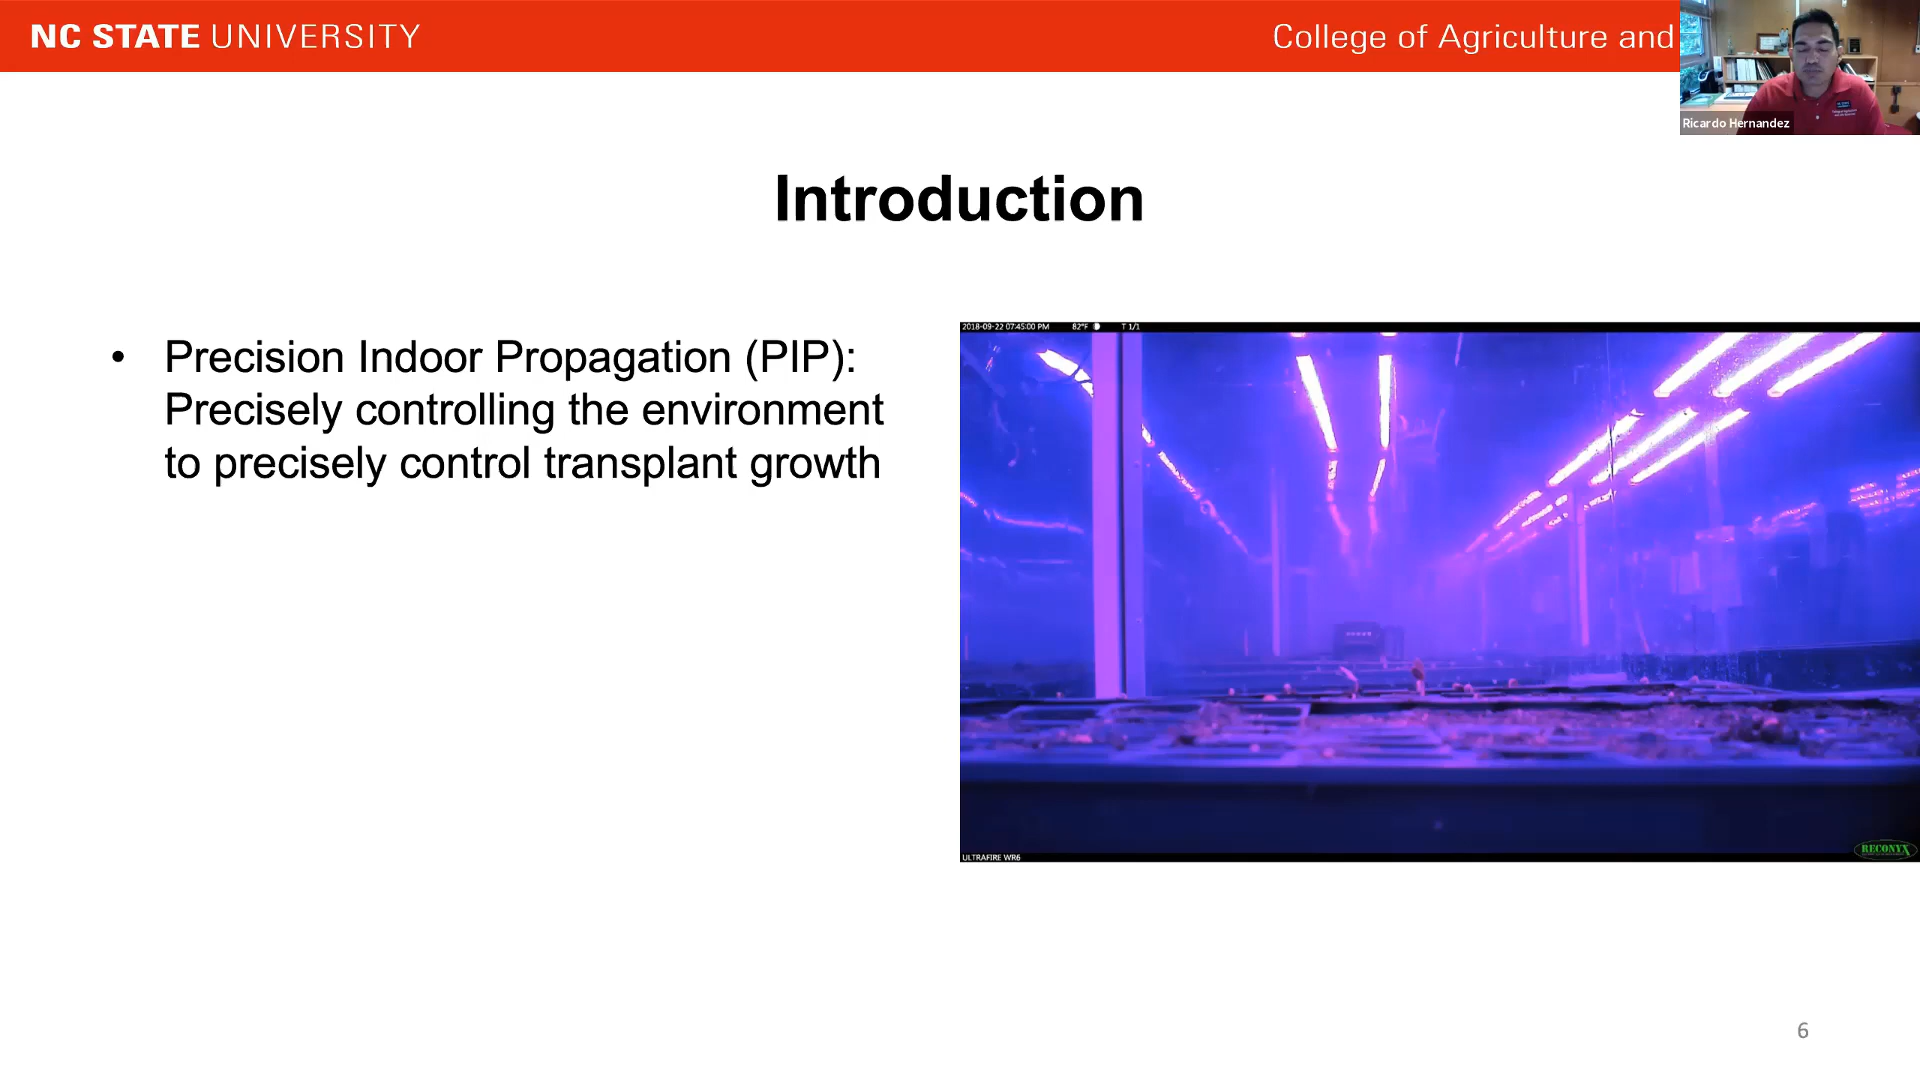 NC STATE UNIVERSITY
College of Agriculture and
Ricardo Hernandez
Introduction
• Precision Indoor Propagation (PIP):
Precisely controlling the environment
to precisely control transplant growth
2018-09-22 07:45:00 PM 82°F T 1/1
ULTRAFIRE WR6
RECONYX
6